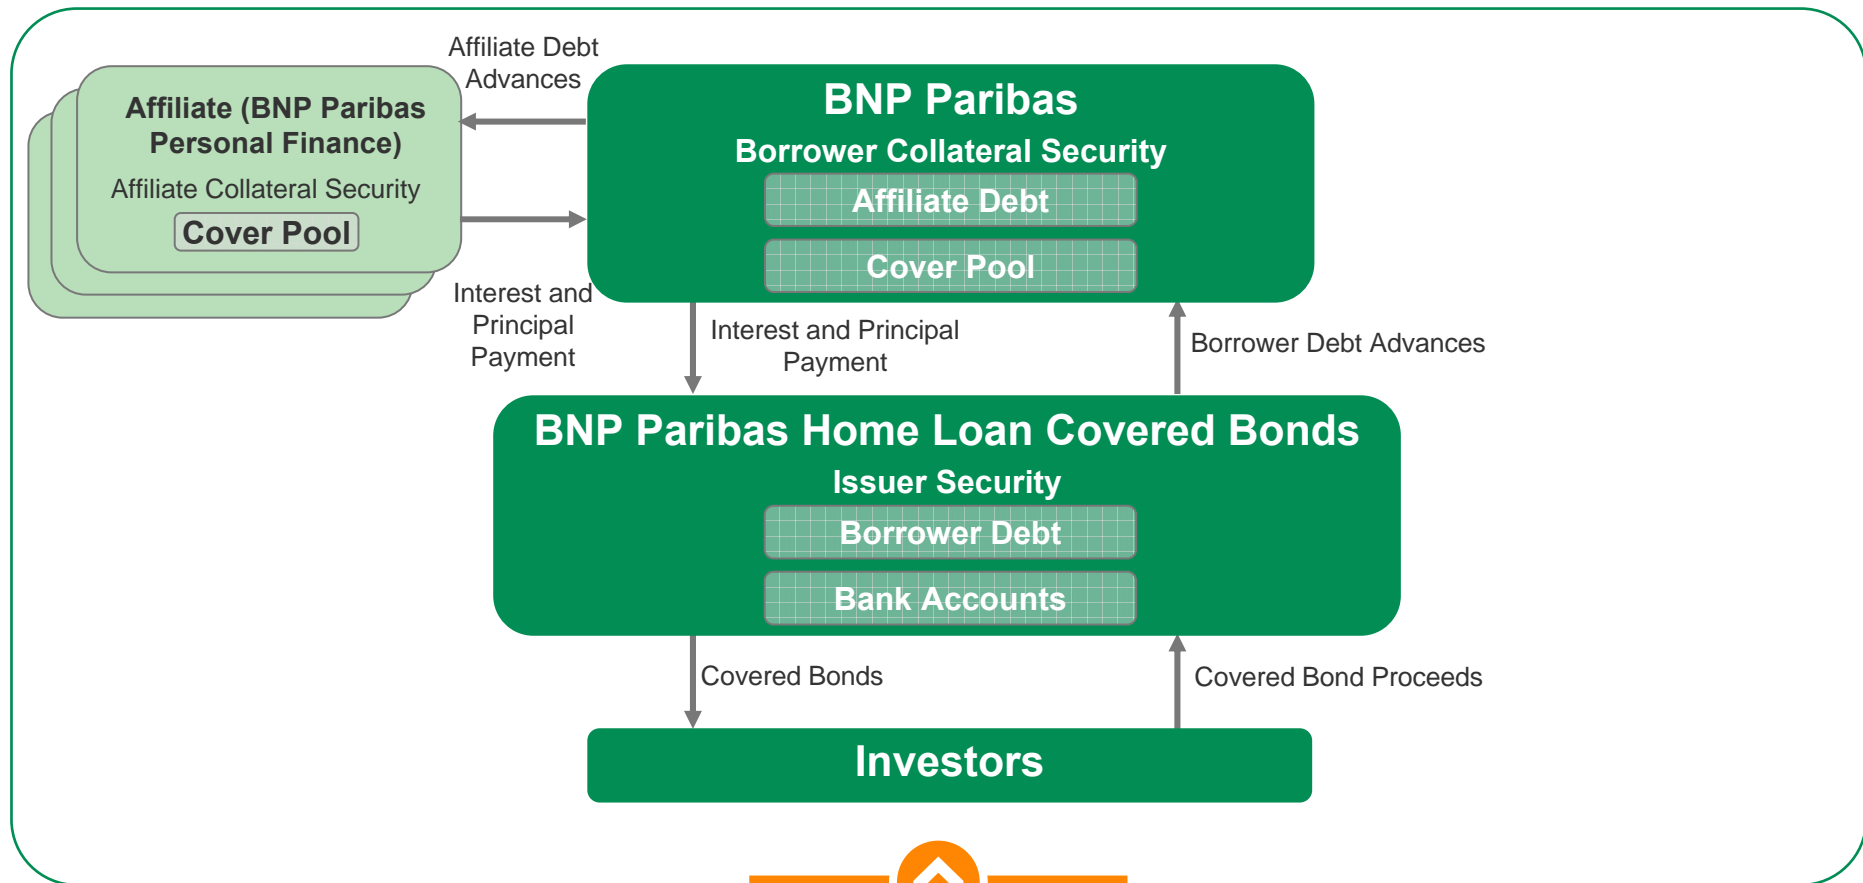 Affiliate Debt
Advances
Affiliate (BNP Paribas
Personal Finance)
Affiliate Collateral Security
Cover Pool
BNP Paribas
Borrower Collateral Security
Affiliate Debt
Cover Pool
Interest and
Principal
Payment
Interest and Principal
Payment
Borrower Debt Advances
BNP Paribas Home Loan Covered Bonds
Issuer Security
Borrower Debt
Bank Accounts
Covered Bonds
Covered Bond Proceeds
Investors